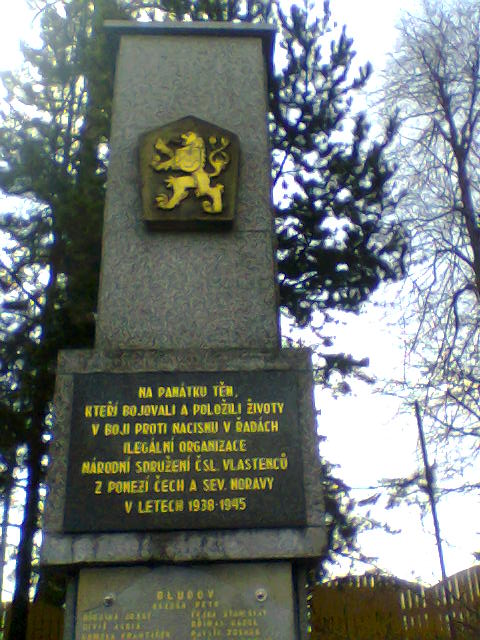 NA PAMÁTKU TĚM,
KTEŘÍ BOJOVALI A POLOŽILI ŽIVOTY
V BOJI PROTI NACISMU V ŘADÁCH
ILEGÁLNÍ ORGANIZACE
NÁRODNÍ SDRUŽENÍ ČSL. VLASTENCŮ
Z POMEZÍ ČECH A SEV. MORAVY
V LETECH 1938-1945
BLUDOV